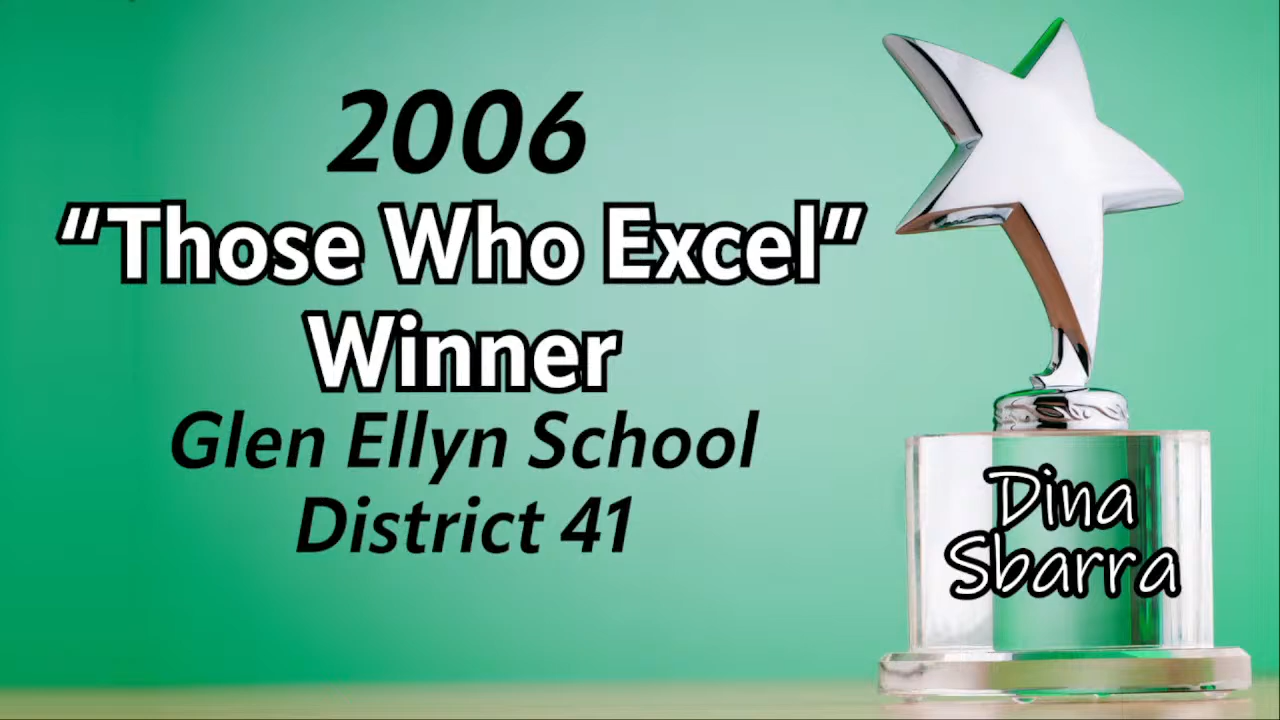 2006
“Those Who Excel”
Winner
Glen Ellyn School
District 41
Dina
Sbarra